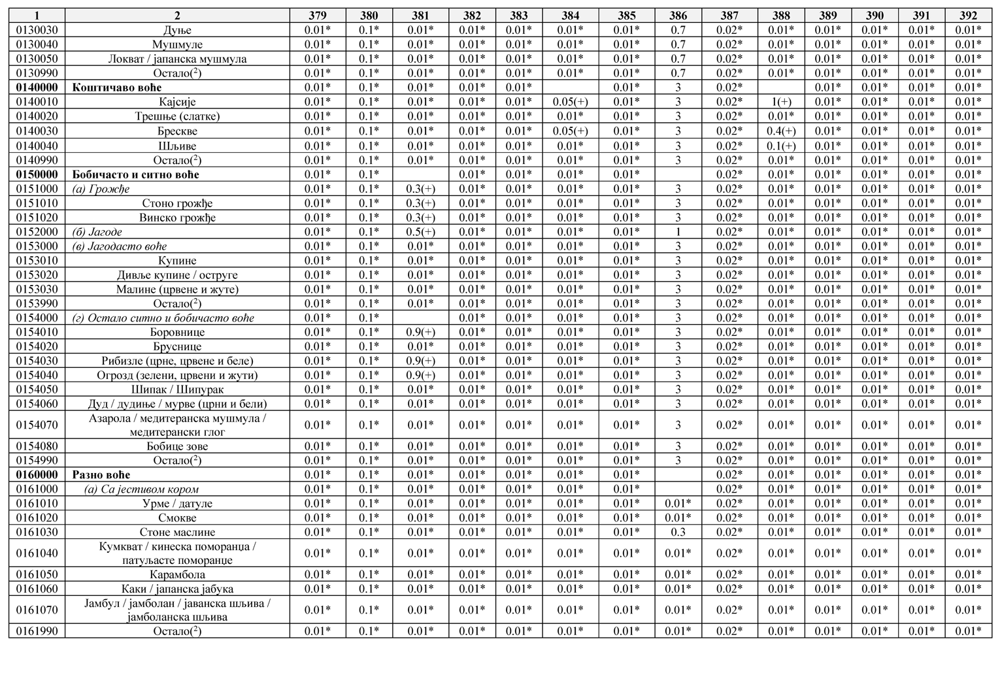 1 2 379 380 381 382 383 384 385 386 387 388 389 390 391 392
0130030 Дуње 0.01* 0.1* 0.01* 0.01* 0.01* 0.01* 0.01* 0.7 0.02* 0.01* 0.01* 0.01* 0.01* 0.01*
0130040 Мушмуле 0.01* 0.1* 0.01* 0.01* 0.01* 0.01* 0.01* 0.7 0.02* 0.01* 0.01* 0.01* 0.01* 0.01*
0130050 Локват / јапанска мушмула 0.01* 0.1* 0.01* 0.01* 0.01* 0.01* 0.01* 0.7 0.02* 0.01* 0.01* 0.01* 0.01* 0.01*
0130990 Остало(2) 0.01* 0.1* 0.01* 0.01* 0.01* 0.01* 0.01* 0.7 0.02* 0.01* 0.01* 0.01* 0.01* 0.01*
0140000 Коштичаво воће 0.01* 0.1* 0.01* 0.01* 0.01* 0.01* 3 0.02* 0.01* 0.01* 0.01* 0.01*
0140010 Кајсије 0.01* 0.1* 0.01* 0.01* 0.01* 0.05(+) 0.01* 3 0.02* 1(+) 0.01* 0.01* 0.01* 0.01*
0140020 Трешње (слатке) 0.01* 0.1* 0.01* 0.01* 0.01* 0.01* 0.01* 3 0.02* 0.01* 0.01* 0.01* 0.01* 0.01*
0140030 Брескве 0.01* 0.1* 0.01* 0.01* 0.01* 0.05(+) 0.01* 3 0.02* 0.4(+) 0.01* 0.01* 0.01* 0.01*
0140040 Шљиве 0.01* 0.1* 0.01* 0.01* 0.01* 0.01* 0.01* 3 0.02* 0.1(+) 0.01* 0.01* 0.01* 0.01*
0140990 Остало(2) 0.01* 0.1* 0.01* 0.01* 0.01* 0.01* 0.01* 3 0.02* 0.01* 0.01* 0.01* 0.01* 0.01*
0150000 Бобичасто и ситно воће 0.01* 0.1* 0.01* 0.01* 0.01* 0.01* 0.02* 0.01* 0.01* 0.01* 0.01* 0.01*
0151000 (а) Грожђе 0.01* 0.1* 0.3(+) 0.01* 0.01* 0.01* 0.01* 3 0.02* 0.01* 0.01* 0.01* 0.01* 0.01*
0151010 Стоно грожђе 0.01* 0.1* 0.3(+) 0.01* 0.01* 0.01* 0.01* 3 0.02* 0.01* 0.01* 0.01* 0.01* 0.01*
0151020 Винско грожђе 0.01* 0.1* 0.3(+) 0.01* 0.01* 0.01* 0.01* 3 0.02* 0.01* 0.01* 0.01* 0.01* 0.01*
0152000 (б) Јагоде 0.01* 0.1* 0.5(+) 0.01* 0.01* 0.01* 0.01* 1 0.02* 0.01* 0.01* 0.01* 0.01* 0.01*
0153000 (в) Јагодасто воће 0.01* 0.1* 0.01* 0.01* 0.01* 0.01* 0.01* 3 0.02* 0.01* 0.01* 0.01* 0.01* 0.01*
0153010 Купине 0.01* 0.1* 0.01* 0.01* 0.01* 0.01* 0.01* 3 0.02* 0.01* 0.01* 0.01* 0.01* 0.01*
0153020 Дивље купине / оструге 0.01* 0.1* 0.01* 0.01* 0.01* 0.01* 0.01* 3 0.02* 0.01* 0.01* 0.01* 0.01* 0.01*
0153030 Малине (црвене и жуте) 0.01* 0.1* 0.01* 0.01* 0.01* 0.01* 0.01* 3 0.02* 0.01* 0.01* 0.01* 0.01* 0.01*
0153990 Остало(2) 0.01* 0.1* 0.01* 0.01* 0.01* 0.01* 0.01* 3 0.02* 0.01* 0.01* 0.01* 0.01* 0.01*
0154000 (г) Остало ситно и бобичасто воће 0.01* 0.1* 0.01* 0.01* 0.01* 0.01* 3 0.02* 0.01* 0.01* 0.01* 0.01* 0.01*
0154010 Боровнице 0.01* 0.1* 0.9(+) 0.01* 0.01* 0.01* 0.01* 3 0.02* 0.01* 0.01* 0.01* 0.01* 0.01*
0154020 Бруснице 0.01* 0.1* 0.01* 0.01* 0.01* 0.01* 0.01* 3 0.02* 0.01* 0.01* 0.01* 0.01* 0.01*
0154030 Рибизле (црне, црвене и беле) 0.01* 0.1* 0.9(+) 0.01* 0.01* 0.01* 0.01* 3 0.02* 0.01* 0.01* 0.01* 0.01* 0.01*
0154040 Огрозд (зелени, црвени и жути) 0.01* 0.1* 0.9(+) 0.01* 0.01* 0.01* 0.01* 3 0.02* 0.01* 0.01* 0.01* 0.01* 0.01*
0154050 Шипак / Шипурак 0.01* 0.1* 0.01* 0.01* 0.01* 0.01* 0.01* 3 0.02* 0.01* 0.01* 0.01* 0.01* 0.01*
0154060 Дуд / дудиње / мурве (црни и бели) 0.01* 0.1* 0.01* 0.01* 0.01* 0.01* 0.01* 3 0.02* 0.01* 0.01* 0.01* 0.01* 0.01*
0154070 Азарола / медитеранска мушмула /
медитерански глог 0.01* 0.1* 0.01* 0.01* 0.01* 0.01* 0.01* 3 0.02* 0.01* 0.01* 0.01* 0.01* 0.01*
0154080 Бобице зове 0.01* 0.1* 0.01* 0.01* 0.01* 0.01* 0.01* 3 0.02* 0.01* 0.01* 0.01* 0.01* 0.01*
0154990 Остало(2) 0.01* 0.1* 0.01* 0.01* 0.01* 0.01* 0.01* 3 0.02* 0.01* 0.01* 0.01* 0.01* 0.01*
0160000 Разно воће 0.01* 0.1* 0.01* 0.01* 0.01* 0.01* 0.01* 0.02* 0.01* 0.01* 0.01* 0.01* 0.01*
0161000 (а) Са јестивом кором 0.01* 0.1* 0.01* 0.01* 0.01* 0.01* 0.01* 0.02* 0.01* 0.01* 0.01* 0.01* 0.01*
0161010 Урме / датуле 0.01* 0.1* 0.01* 0.01* 0.01* 0.01* 0.01* 0.01* 0.02* 0.01* 0.01* 0.01* 0.01* 0.01*
0161020 Смокве 0.01* 0.1* 0.01* 0.01* 0.01* 0.01* 0.01* 0.01* 0.02* 0.01* 0.01* 0.01* 0.01* 0.01*
0161030 Стоне маслине 0.01* 0.1* 0.01* 0.01* 0.01* 0.01* 0.01* 0.3 0.02* 0.01* 0.01* 0.01* 0.01* 0.01*
0161040 Кумкват / кинеска поморанџа /
патуљасте поморанџе 0.01* 0.1* 0.01* 0.01* 0.01* 0.01* 0.01* 0.01* 0.02* 0.01* 0.01* 0.01* 0.01* 0.01*
0161050 Карамбола 0.01* 0.1* 0.01* 0.01* 0.01* 0.01* 0.01* 0.01* 0.02* 0.01* 0.01* 0.01* 0.01* 0.01*
0161060 Каки / јапанска јабука 0.01* 0.1* 0.01* 0.01* 0.01* 0.01* 0.01* 0.01* 0.02* 0.01* 0.01* 0.01* 0.01* 0.01*
0161070 Јамбул / јамболан / јаванска шљива /
јамболанска шљива 0.01* 0.1* 0.01* 0.01* 0.01* 0.01* 0.01* 0.01* 0.02* 0.01* 0.01* 0.01* 0.01* 0.01*
0161990 Остало(2) 0.01* 0.1* 0.01* 0.01* 0.01* 0.01* 0.01* 0.01* 0.02* 0.01* 0.01* 0.01* 0.01* 0.01*